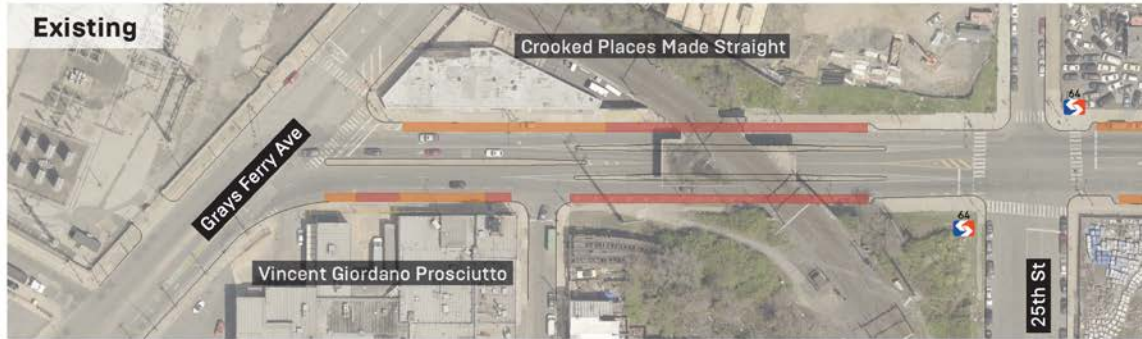 Existing
Crooked Places Made Straight
64
Grays Ferry Ave
64
Vincent Giordano Prosciutto
25th St